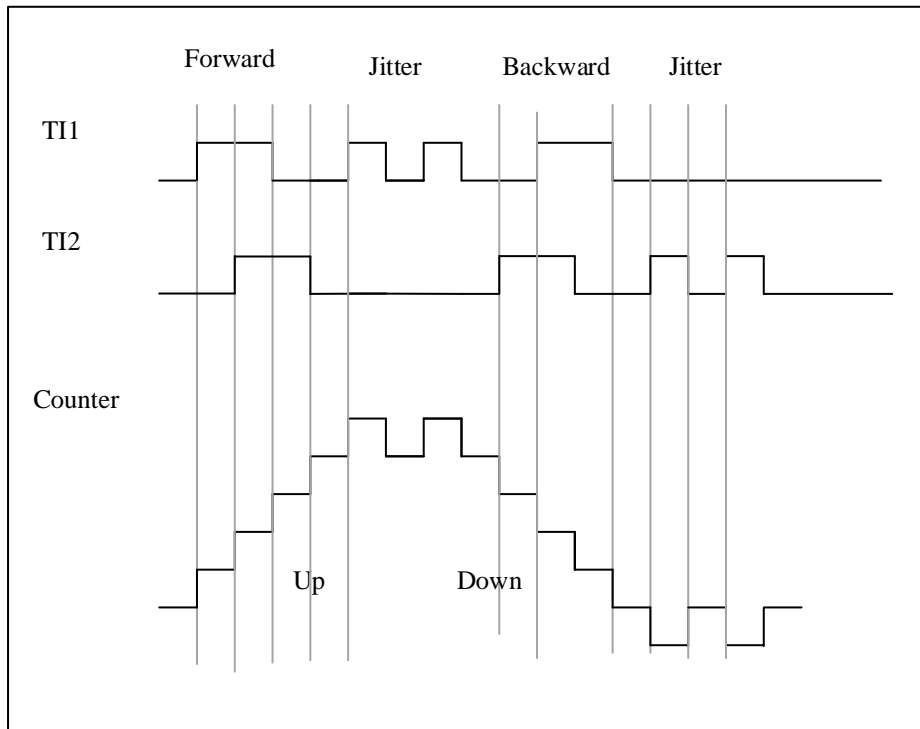 Forward
Jitter
Backward
Jitter
TI1
TI2
Counter
Up
Down